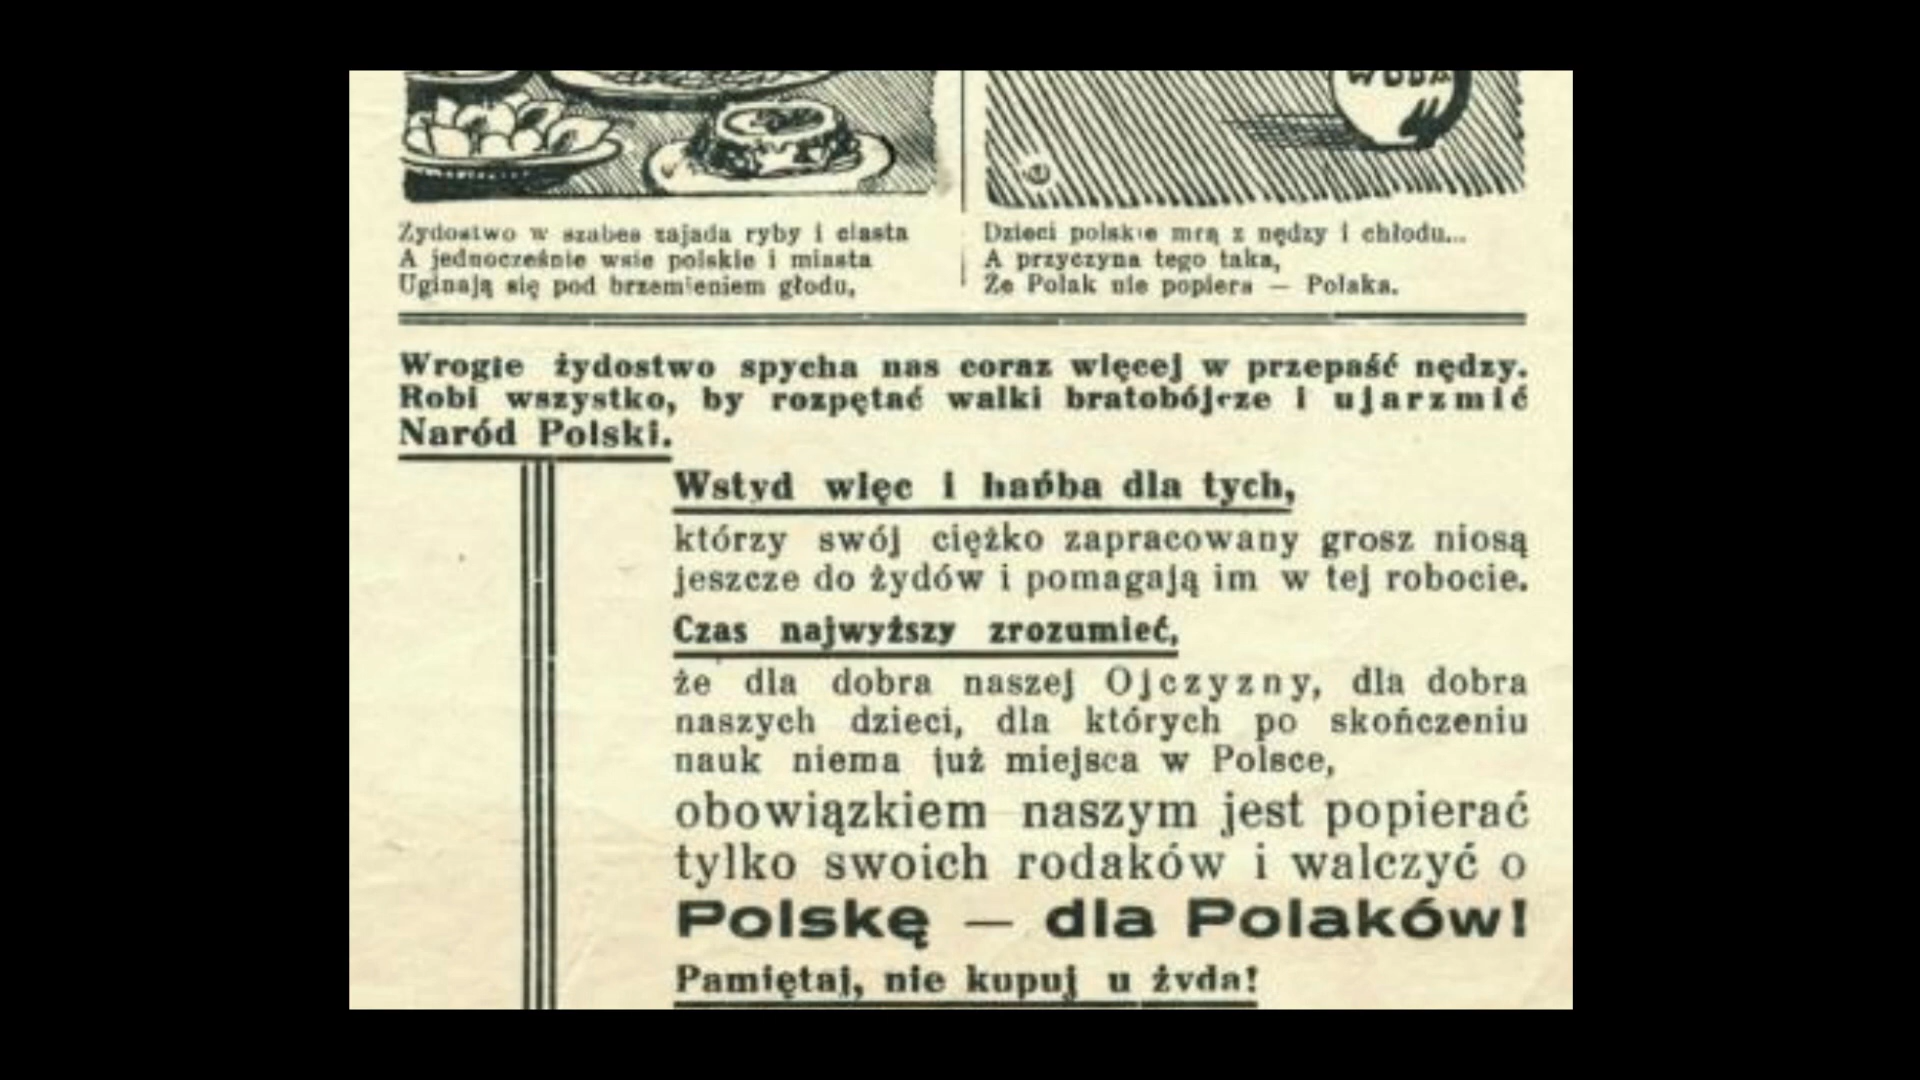 WODA
Żydostwo w szabes zajada ryby i ciasta
A jednocześnie wsie polskie i miasta
Uginają się pod brzemieniem głodu,
Dzieci polskie mrą z nędzy i chłodu...
A przyczyna tego taka,
Że Polak nie popiera — Polaka.
Wrogie żydostwo spycha nas coraz więcej w przepaść nędzy.
Robi wszystko, by rozpętać walki bratobójcze i ujarzmić
Naród Polski.
Wstyd więc i hańba dla tych,
którzy swój ciężko zapracowany grosz niosą
jeszcze do żydów i pomagają im w tej robocie.
Czas najwyższy zrozumieć,
że dla dobra naszej Ojczyzny, dla dobra
naszych dzieci, dla których po skończeniu
nauk niema już miejsca w Polsce,
obowiązkiem naszym jest popierać
tylko swoich rodaków i walczyć o
Polskę — dla Polaków!
Pamiętaj, nie kupuj u żyda!